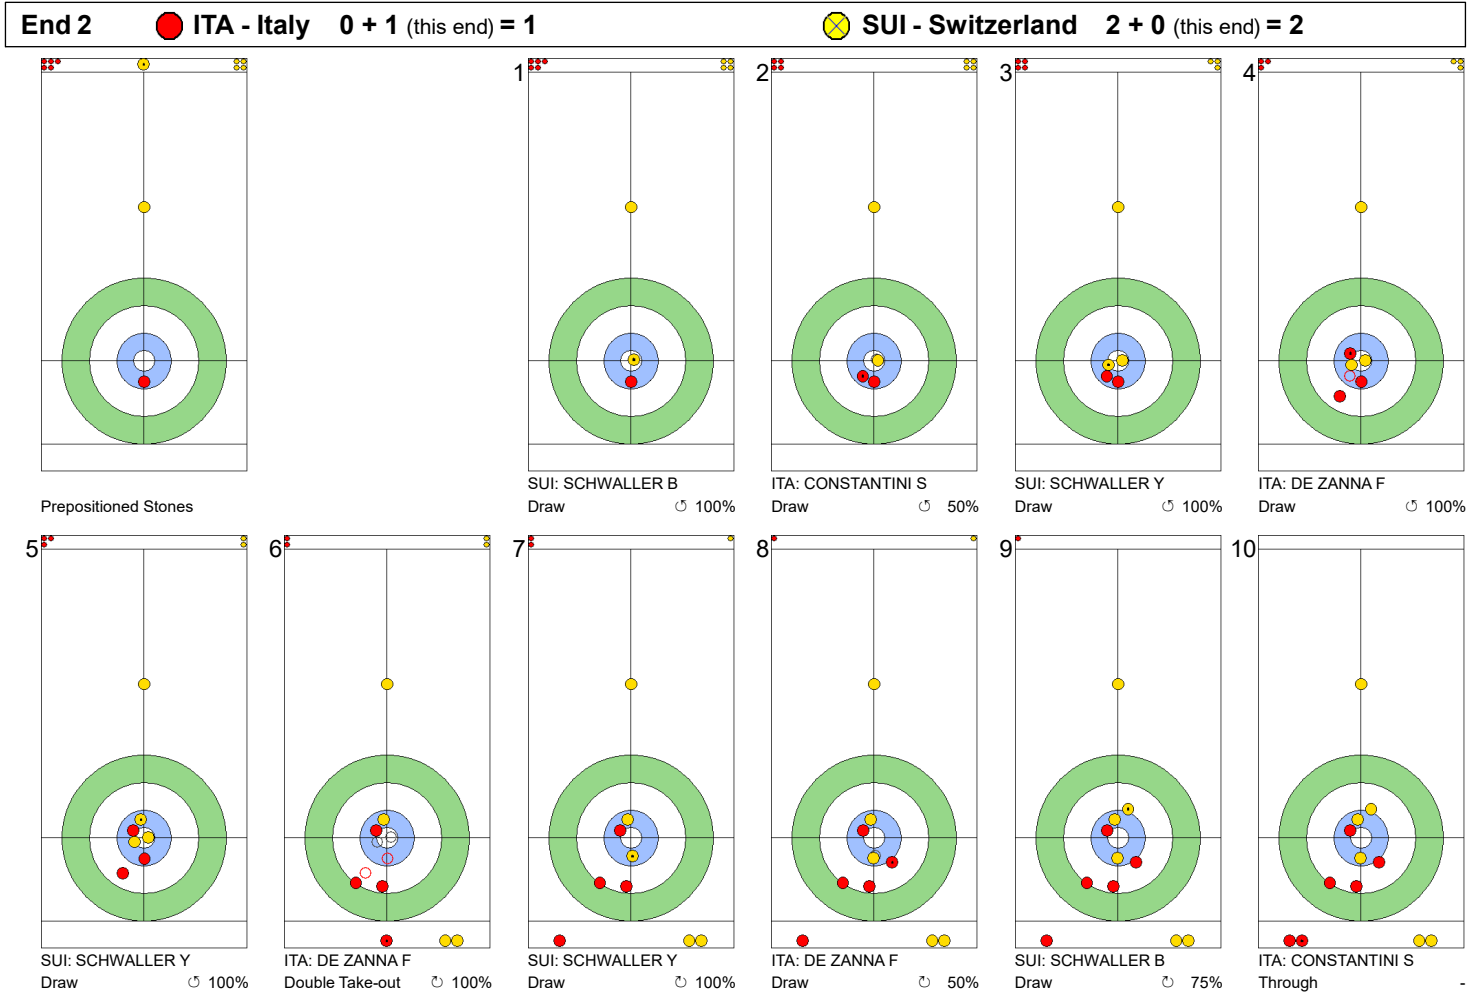 End 2 ITA - Italy 0 + 1 (this end) = 1 SUI - Switzerland 2 + 0 (this end) = 2
1 2 3 4
SUI: SCHWALLER B ITA: CONSTANTINI S SUI: SCHWALLER Y ITA: DE ZANNA F
Prepositioned Stones Draw ↺ 100% Draw ↺ 50% Draw ↺ 100% Draw ↺ 100%
5 6 7 8 9 10
SUI: SCHWALLER Y ITA: DE ZANNA F SUI: SCHWALLER Y ITA: DE ZANNA F SUI: SCHWALLER B ITA: CONSTANTINI S
Draw ↻ 100% Double Take-out ↻ 100% Draw ↻ 100% Draw ↺ 50% Draw ↺ 75% Through -